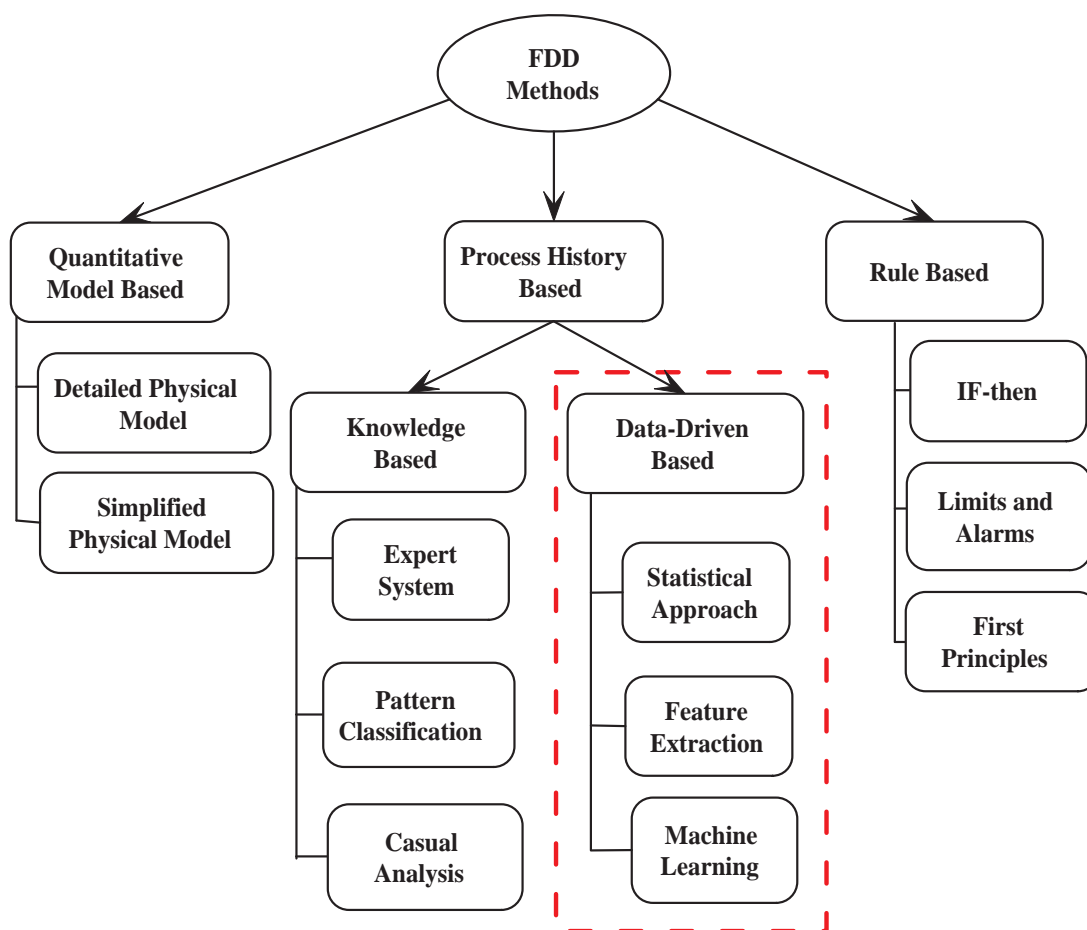 FDD
Methods
Quantitative
Model Based
Process History
Based
Rule Based
Detailed Physical
Model
Simplified
Physical Model
Knowledge
Based
Expert
System
Pattern
Classification
Casual
Analysis
Data-Driven
Based
Statistical
Approach
Feature
Extraction
Machine
Learning
IF-then
Limits and
Alarms
First
Principles